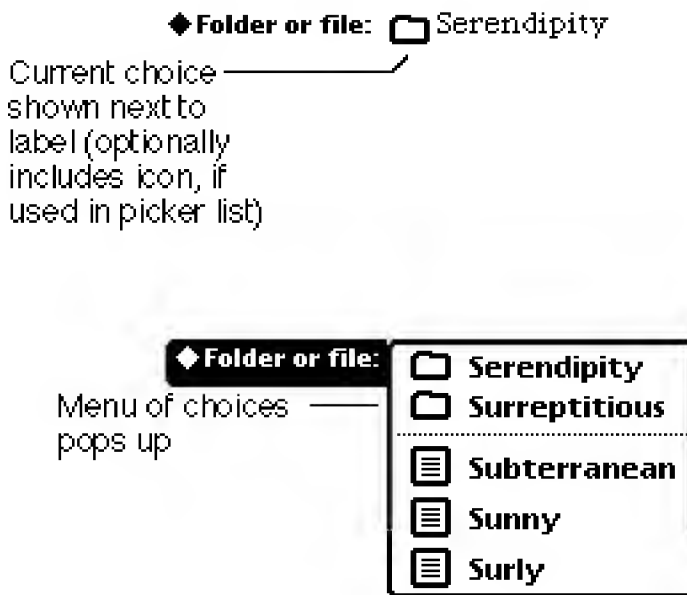 ◆Folder or file: Serendipity
Current choice
shown next to
label (optionally
includes icon, if
used in picker list)
◆Folder or file:
Serendipity
Surreptitious
Menu of choices
pops up
Subterranean
Sunny
Surly